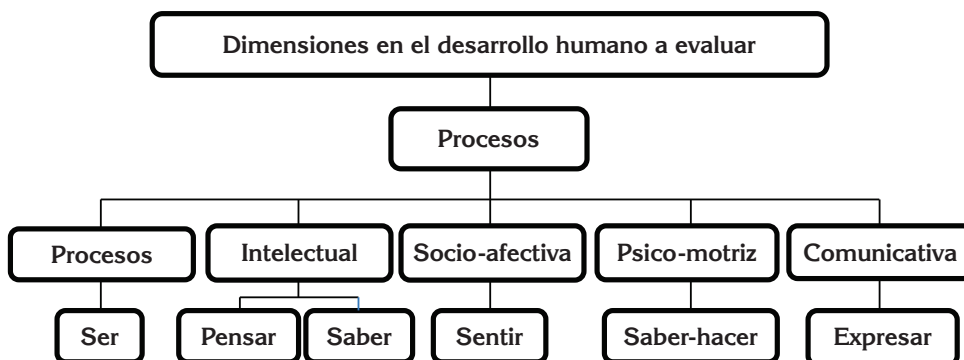 Dimensiones en el desarrollo humano a evaluar
Procesos
Procesos
Intelectual
Socio-afectiva
Psico-motriz
Comunicativa
Ser
Pensar
Saber
Sentir
Saber-hacer
Expresar